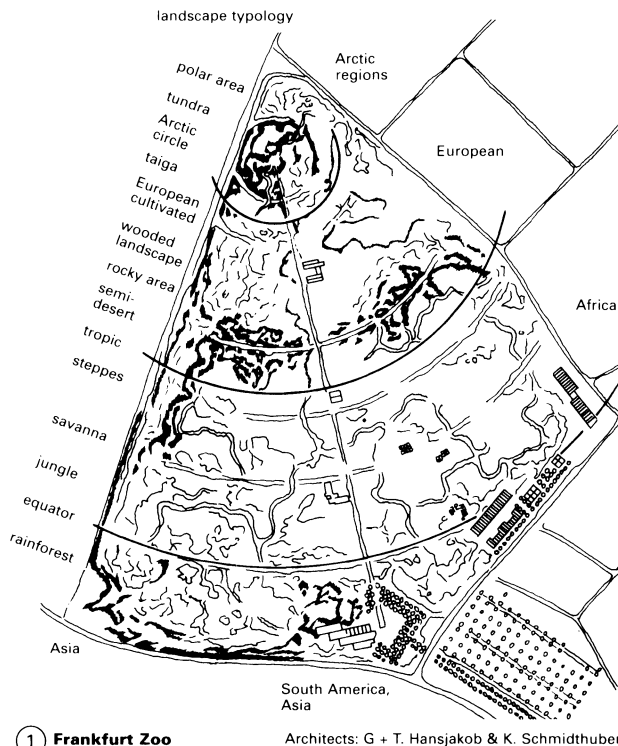 landscape typology
polar area
tundra
Arctic
circle
taiga
European
cultivated
wooded
landscape
rocky area
semi-
desert
tropic
steppes
savanna
jungle
equator
rainforest
Arctic
regions
European
Africa
Asia
South America,
Asia
1 Frankfurt Zoo
Architects: G + T. Hansjakob & K. Schmidthuber